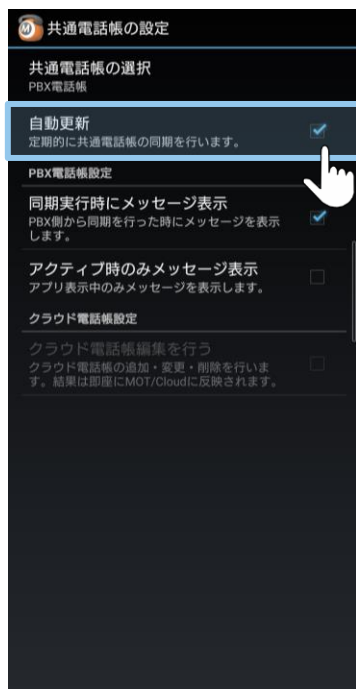 共通電話帳の設定
共通電話帳の選択
PBX電話帳
自動更新
定期的に共通電話帳の同期を行います。
PBX電話帳設定
同期実行時にメッセージ表示
PBX側から同期を行った時にメッセージを表示
します。
アクティブ時のみメッセージ表示
アプリ表示中のみメッセージを表示します。
クラウド電話帳設定
クラウド電話帳編集を行う
クラウド電話帳の追加・変更・削除を行いま
す。結果は即座にMOT/Cloudに反映されます。